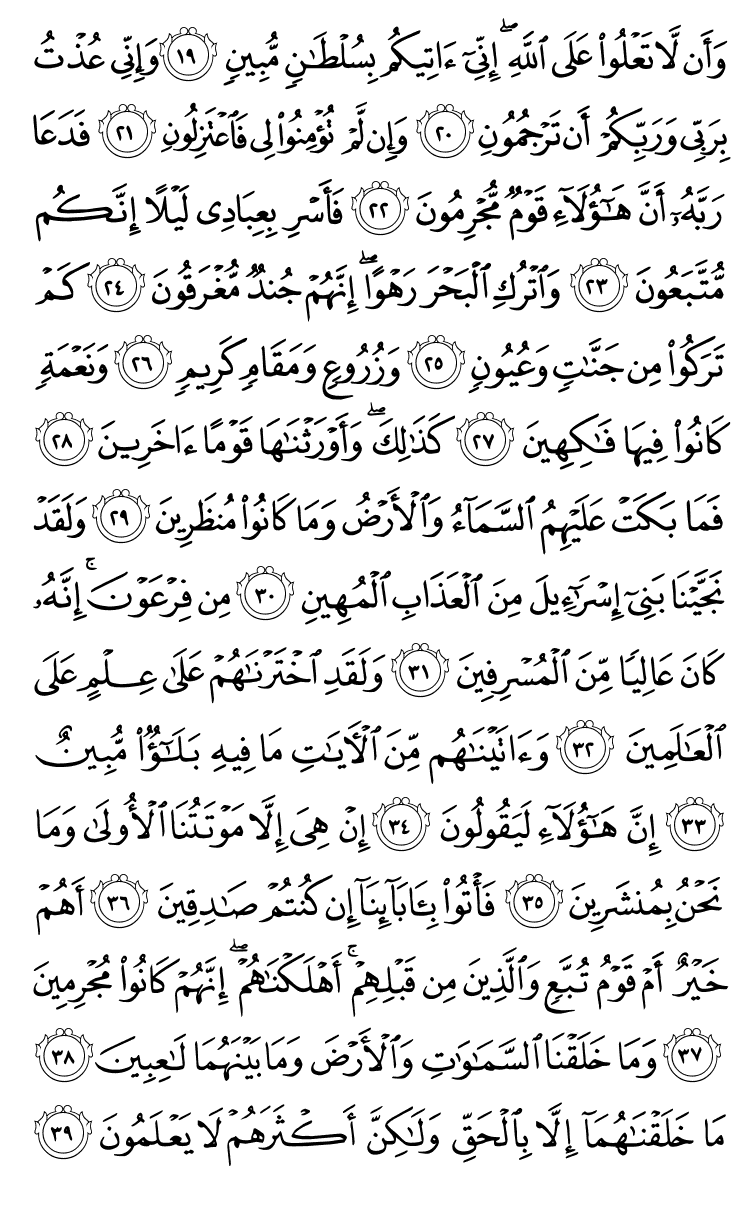 وَأَن لَّا تَعْلُوا۟ عَلَى ٱللَّهِ ۖ إِنِّىٓ ءَاتِيكُم بِسُلْطَـٰنٍ مُّبِينٍ ١٩ وَإِنِّى عُذْتُ
بِرَبِّى وَرَبِّكُمْ أَن تَرْجُمُونِ ٢٠ وَإِن لَّمْ تُؤْمِنُوا۟ لِى فَٱعْتَزِلُونِ ٢١ فَدَعَا
رَبَّهُۥٓ أَنَّ هَـٰٓؤُلَآءِ قَوْمٌ مُّجْرِمُونَ ٢٢ فَأَسْرِ بِعِبَادِى لَيْلًا إِنَّكُم
مُّتَّبَعُونَ ٢٣ وَٱتْرُكِ ٱلْبَحْرَ رَهْوًا ۖ إِنَّهُمْ جُندٌ مُّغْرَقُونَ ٢٤ كَمْ
تَرَكُوا۟ مِن جَنَّـٰتٍ وَعُيُونٍ ٢٥ وَزُرُوعٍ وَمَقَامٍ كَرِيمٍ ٢٦ وَنَعْمَةٍ
كَانُوا۟ فِيهَا فَـٰكِهِينَ ٢٧ كَذَٰلِكَ ۖ وَأَوْرَثْنَـٰهَا قَوْمًا ءَاخَرِينَ ٢٨
فَمَا بَكَتْ عَلَيْهِمُ ٱلسَّمَآءُ وَٱلْأَرْضُ وَمَا كَانُوا۟ مُنظَرِينَ ٢٩ وَلَقَدْ
نَجَّيْنَا بَنِىٓ إِسْرَٰٓءِيلَ مِنَ ٱلْعَذَابِ ٱلْمُهِينِ ٣٠ مِن فِرْعَوْنَ ۚ إِنَّهُۥ
كَانَ عَالِيًا مِّنَ ٱلْمُسْرِفِينَ ٣١ وَلَقَدِ ٱخْتَرْنَـٰهُمْ عَلَىٰ عِلْمٍ عَلَى
ٱلْعَـٰلَمِينَ ٣٢ وَءَاتَيْنَـٰهُم مِّنَ ٱلْـَٔايَـٰتِ مَا فِيهِ بَلَـٰٓؤٌا۟ مُّبِينٌ
٣٣ إِنَّ هَـٰٓؤُلَآءِ لَيَقُولُونَ ٣٤ إِنْ هِىَ إِلَّا مَوْتَتُنَا ٱلْأُولَىٰ وَمَا
نَحْنُ بِمُنشَرِينَ ٣٥ فَأْتُوا۟ بِـَٔابَآئِنَآ إِن كُنتُمْ صَـٰدِقِينَ ٣٦ أَهُمْ
خَيْرٌ أَمْ قَوْمُ تُبَّعٍ وَٱلَّذِينَ مِن قَبْلِهِمْ ۚ أَهْلَكْنَـٰهُمْ ۖ إِنَّهُمْ كَانُوا۟ مُجْرِمِينَ
٣٧ وَمَا خَلَقْنَا ٱلسَّمَـٰوَٰتِ وَٱلْأَرْضَ وَمَا بَيْنَهُمَا لَـٰعِبِينَ ٣٨
مَا خَلَقْنَـٰهُمَآ إِلَّا بِٱلْحَقِّ وَلَـٰكِنَّ أَكْثَرَهُمْ لَا يَعْلَمُونَ ٣٩